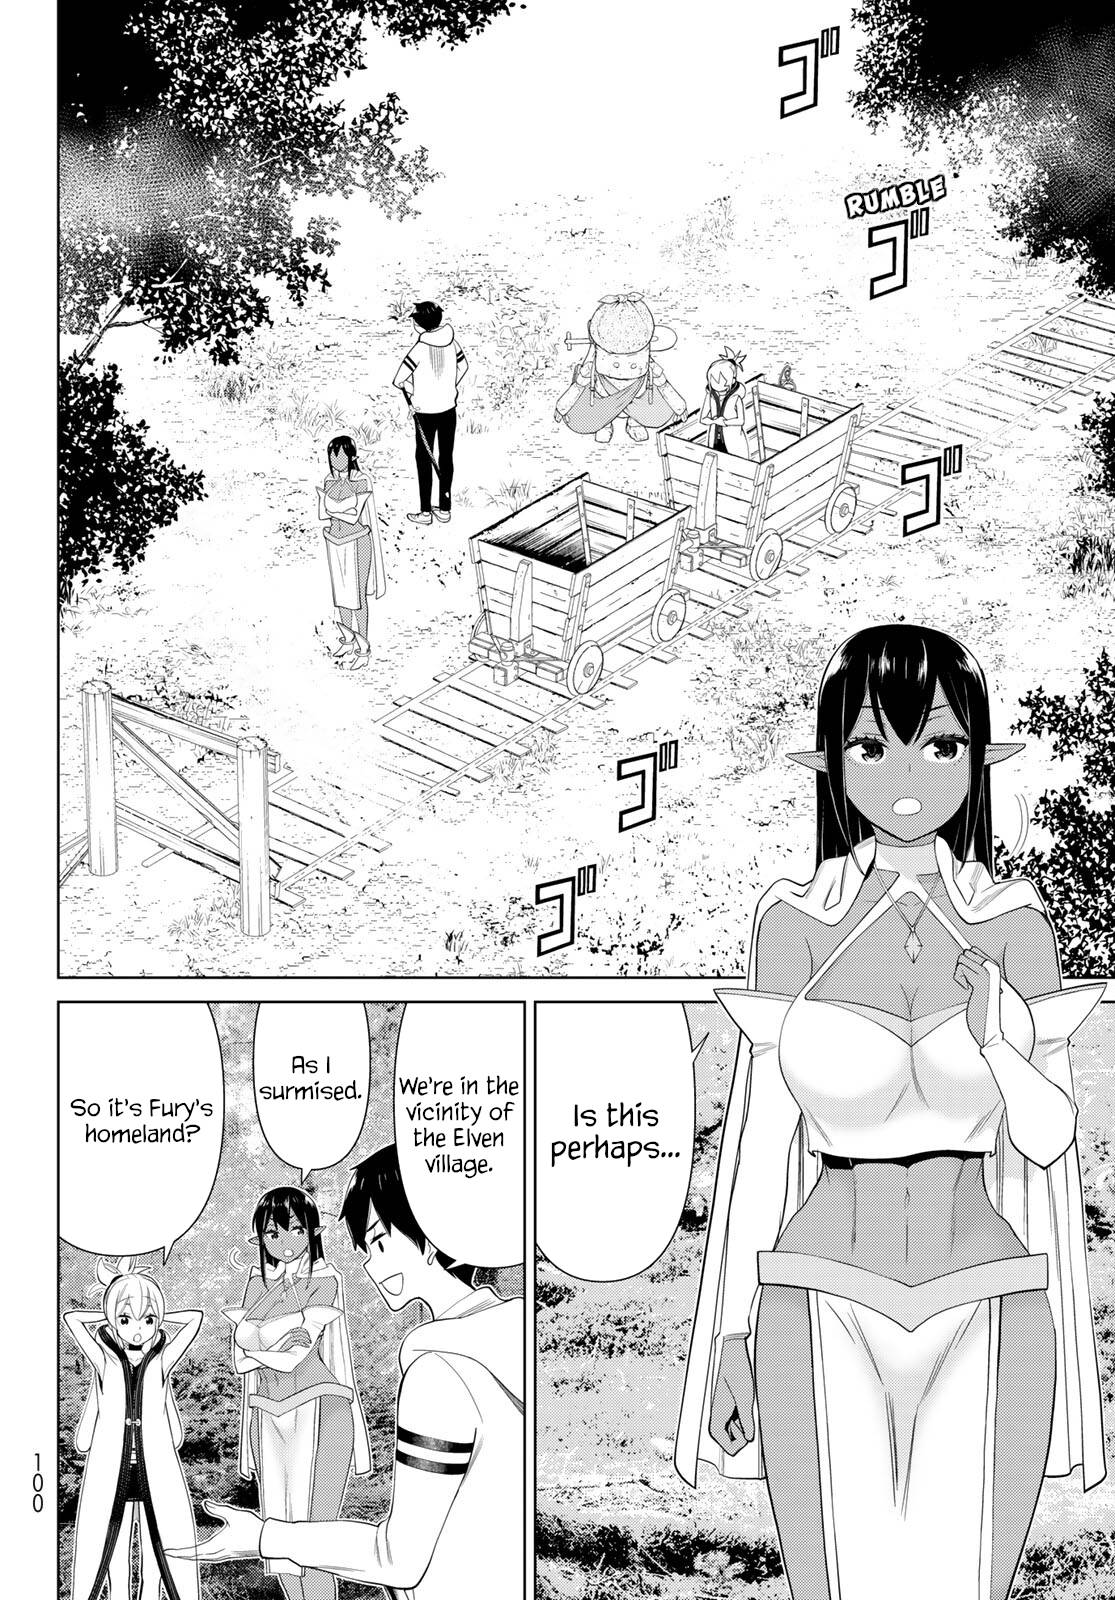 ゴ
RUMBLE
ゴ
ゴ
ゴ
ゴ
Is this
perhaps...
We're in the
vicinity of
the Elven
village.
As I
surmised.
So it's Fury's
homeland?
100